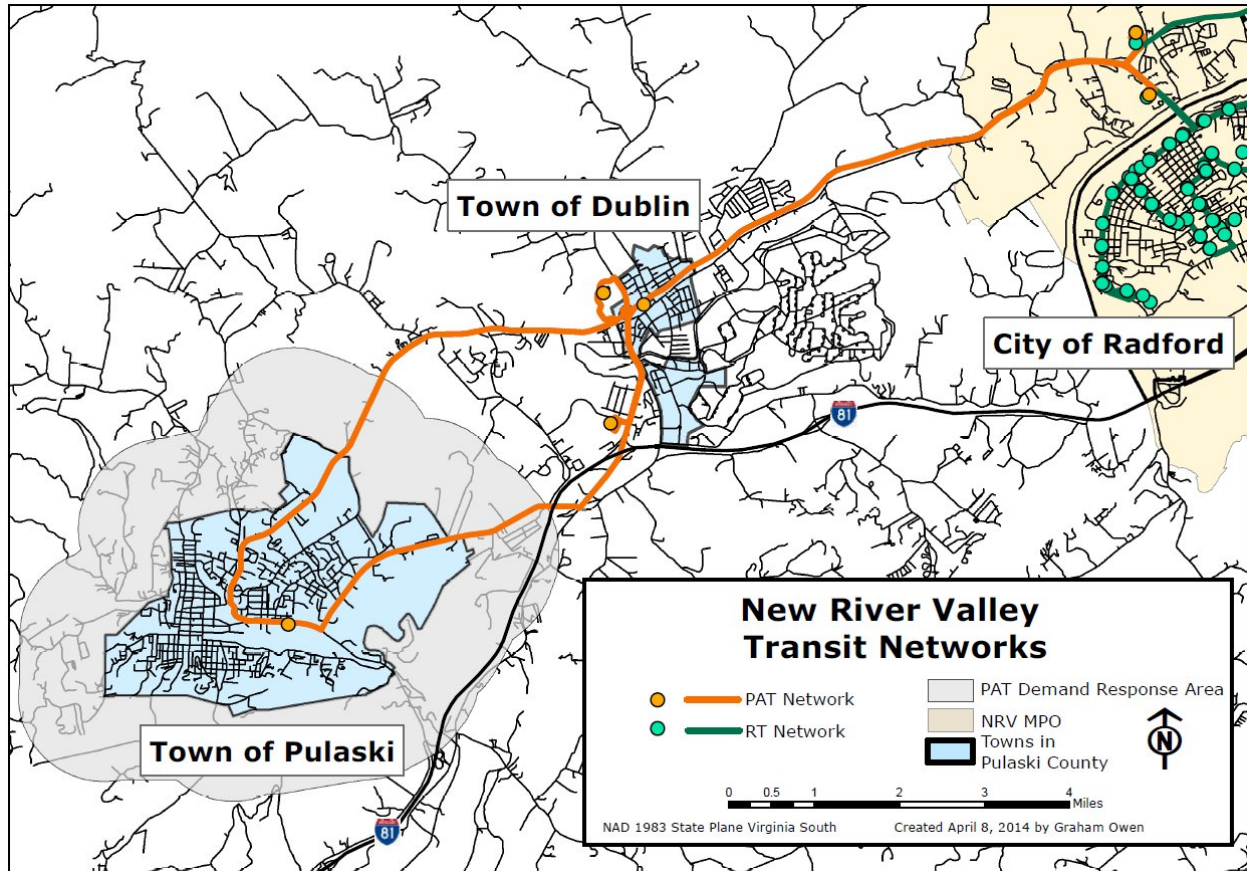 Town of Dublin
City of Radford
81
Town of Pulaski
81
New River Valley
Transit Networks
PAT Network
RT Network
PAT Demand Response Area
NRV MPO
Towns in
Pulaski County
N
0 0.5 1 2 3 4
Miles
NAD 1983 State Plane Virginia South
Created April 8, 2014 by Graham Owen